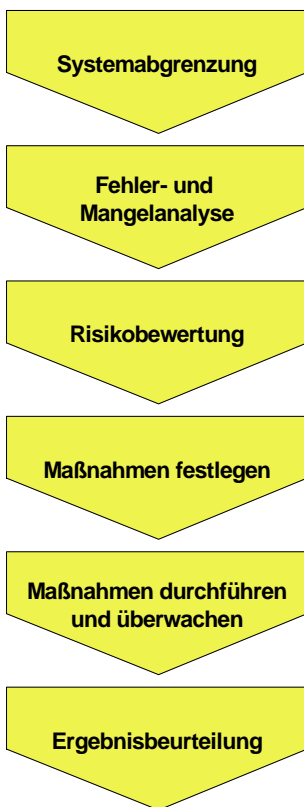 Systemabgrenzung
Fehler- und
Mangelanalyse
Risikobewertung
Maßnahmen festlegen
Maßnahmen durchführen
und überwachen
Ergebnisbeurteilung